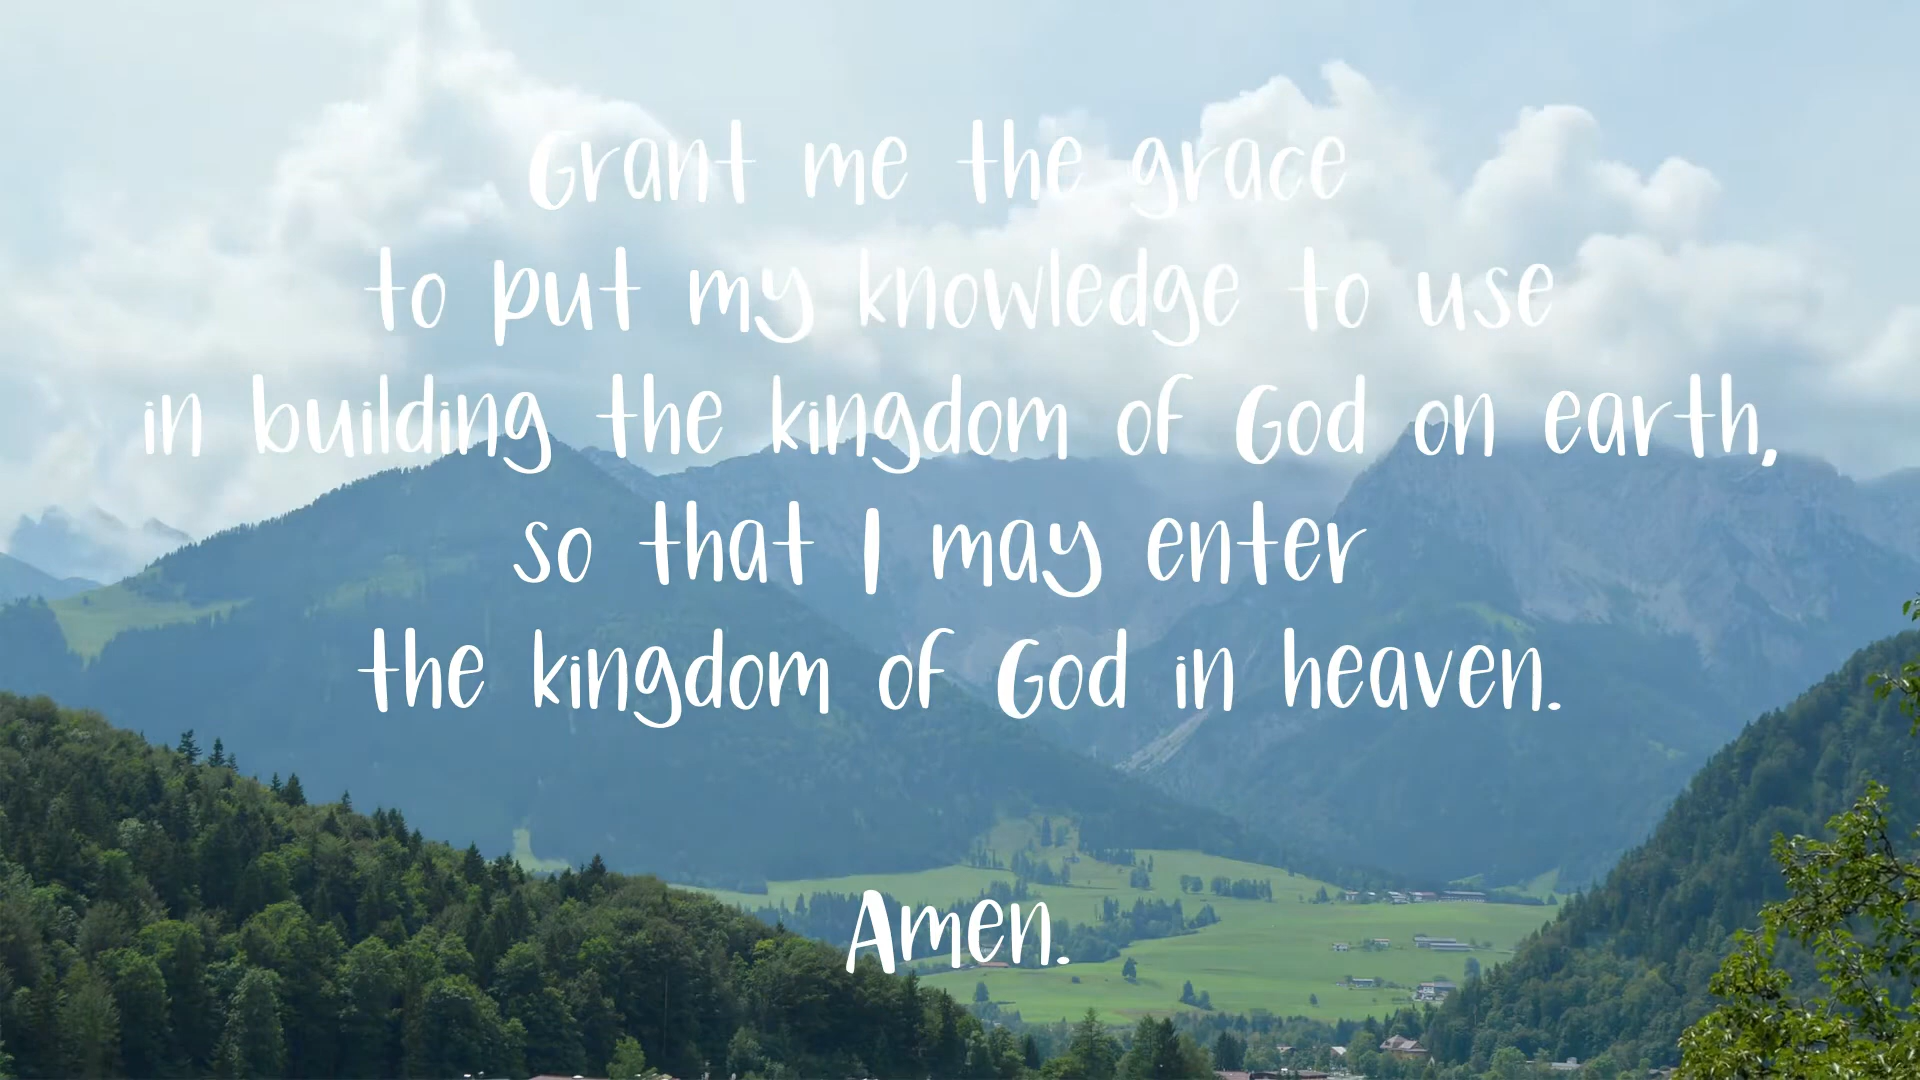 Grant me the grace
to put my knowledge to use
in building the kingdom of God on earth,
so that I may enter
the kingdom of God in heaven.
Amen.